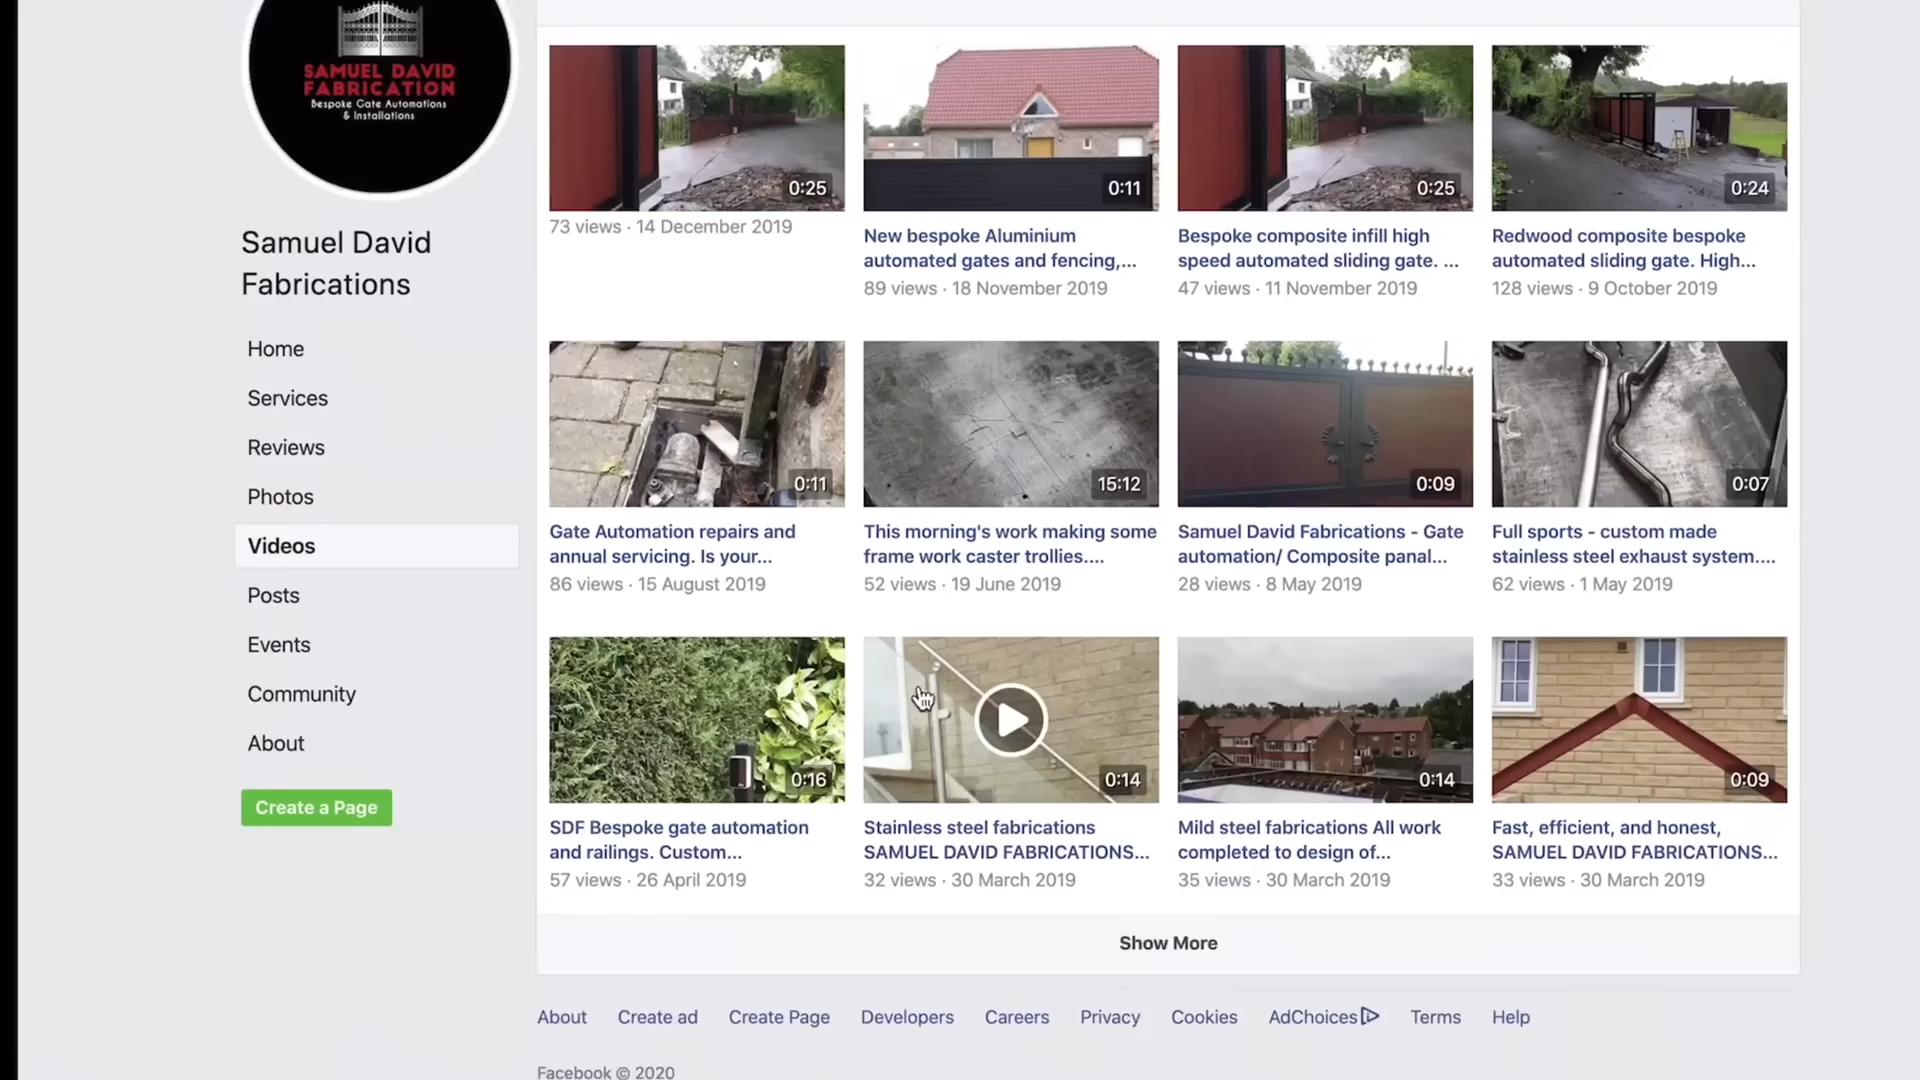 SAMUEL DAVID
FABRICATION
Bespoke Gate Automations
& Installations
Samuel David
Fabrications
Home
Services
Reviews
Photos
Videos
Posts
Events
Community
About
Create a Page
0:25
73 views · 14 December 2019
0:11
New bespoke Aluminium
automated gates and fencing,...
89 views · 18 November 2019
0:25
Bespoke composite infill high
speed automated sliding gate. ...
47 views · 11 November 2019
0:24
Redwood composite bespoke
automated sliding gate. High...
128 views · 9 October 2019
0:11
Gate Automation repairs and
annual servicing. Is your...
86 views · 15 August 2019
15:12
This morning's work making some
frame work caster trollies....
52 views · 19 June 2019
0:09
Samuel David Fabrications - Gate
automation/ Composite panal...
28 views · 8 May 2019
0:07
Full sports - custom made
stainless steel exhaust system....
62 views · 1 May 2019
0:16
SDF Bespoke gate automation
and railings. Custom...
57 views · 26 April 2019
0:14
Stainless steel fabrications
SAMUEL DAVID FABRICATIONS...
32 views · 30 March 2019
0:14
Mild steel fabrications All work
completed to design of...
35 views · 30 March 2019
0:09
Fast, efficient, and honest,
SAMUEL DAVID FABRICATIONS...
33 views · 30 March 2019
Show More
About Create ad Create Page Developers Careers Privacy Cookies AdChoices Terms Help
Facebook © 2020